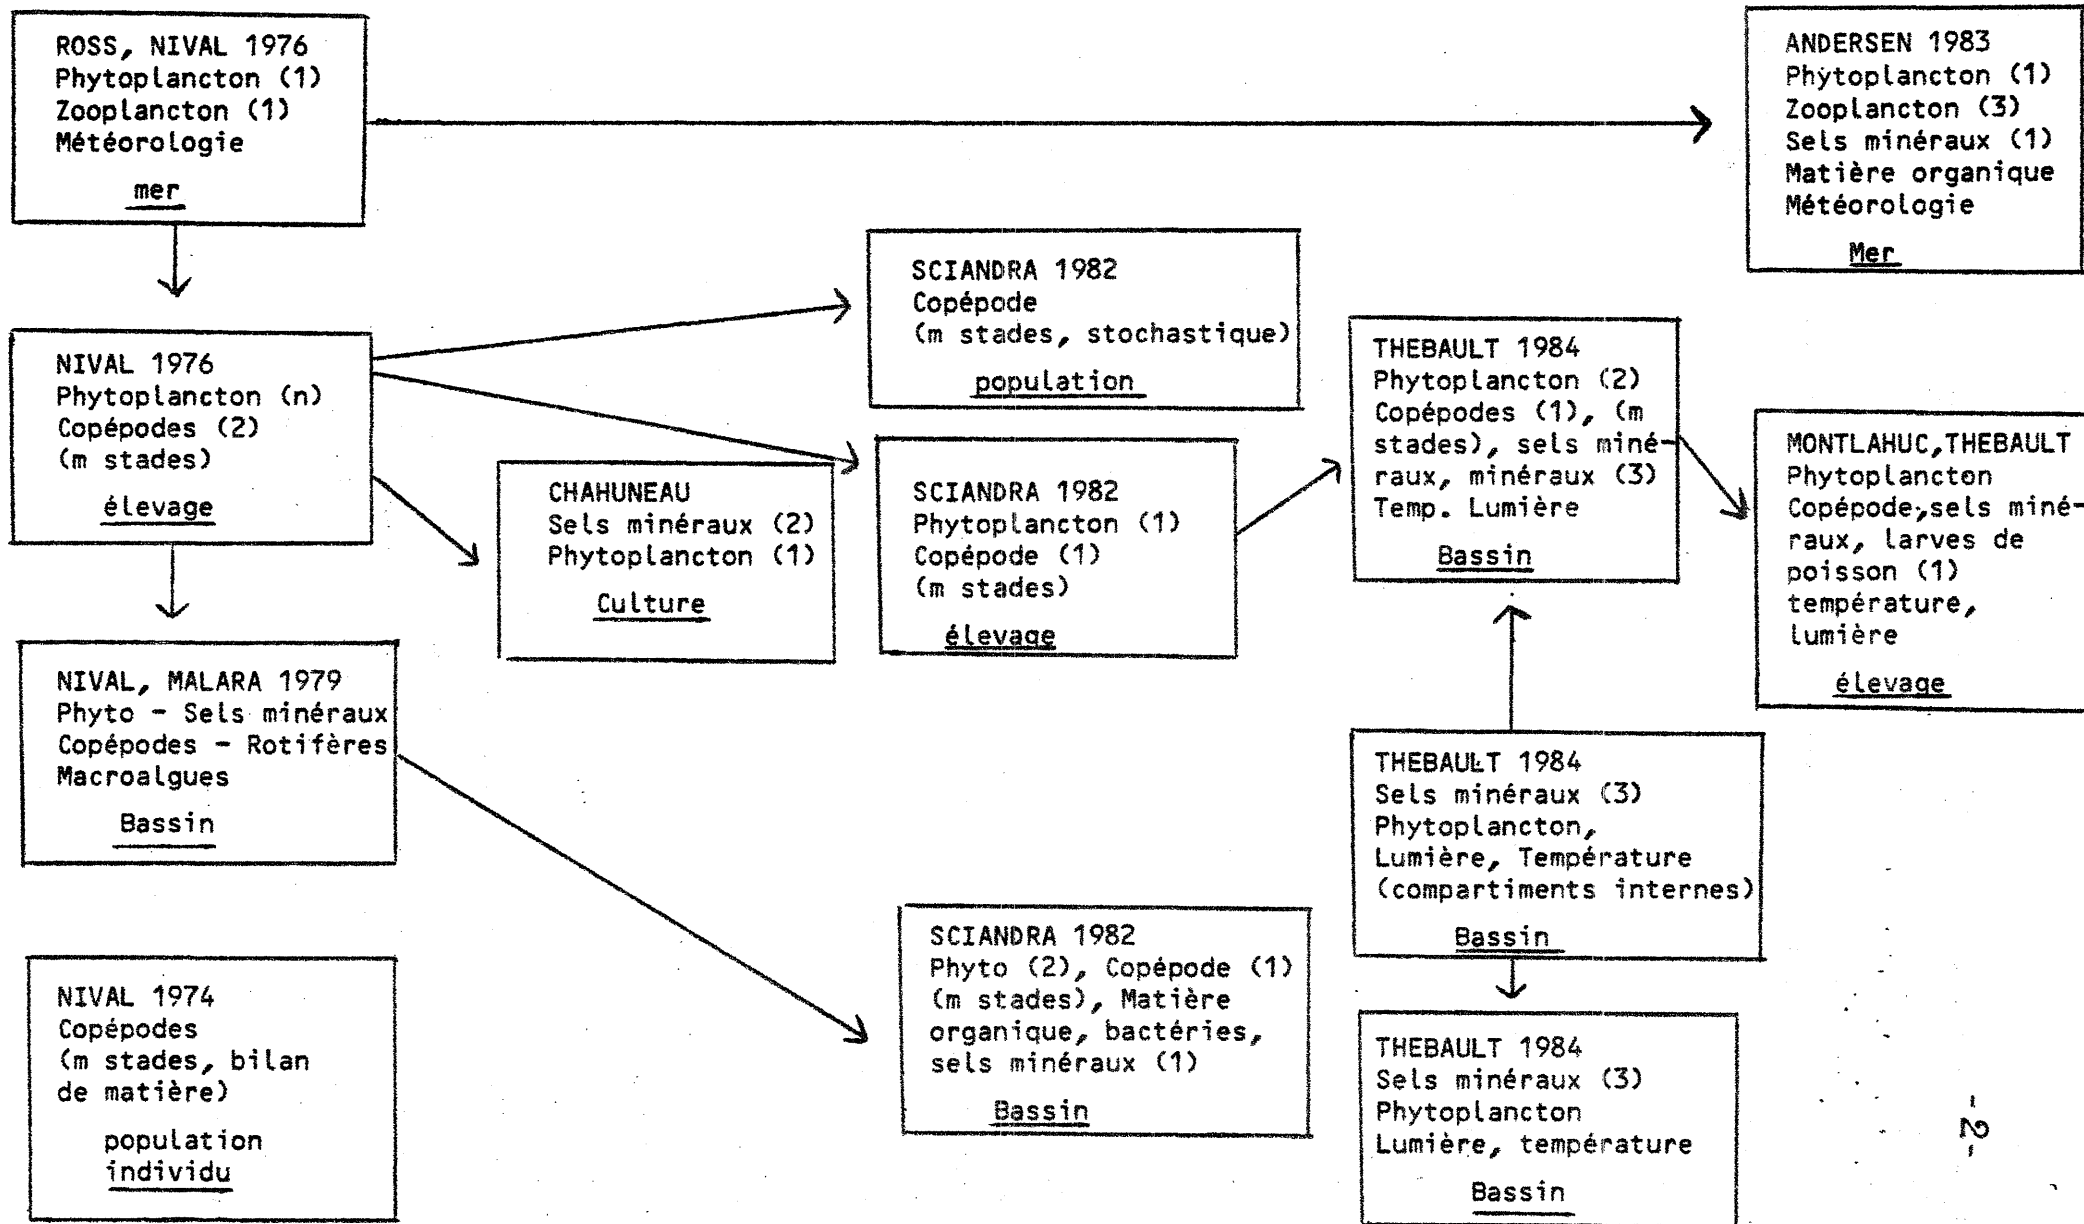 ROSS, NIVAL 1976
Phytoplancton (1)
Zooplancton (1)
Météorologie
mer
ANDERSEN 1983
Phytoplancton (1)
Zooplancton (3)
Sels minéraux (1)
Matière organique
Météorologie
Mer
SCIANDRA 1982
Copépode
(m stades, stochastique)
population
NIVAL 1976
Phytoplancton (n)
Copépodes (2)
(m stades)
élevage
CHAHUNEAU
Sels minéraux (2)
Phytoplancton (1)
Culture
SCIANDRA 1982
Phytoplancton (1)
Copépode (1)
(m stades)
élevage
THEBAULT 1984
Phytoplancton (2)
Copépodes (1), (m
stades), sels miné-
raux, minéraux (3)
Temp. Lumière
Bassin
MONTLAHUC,THEBAULT
Phytoplancton
Copépode,sels miné-
raux, larves de
poisson (1)
température,
lumière
élevage
NIVAL, MALARA 1979
Phyto - Sels minéraux
Copépodes - Rotifères
Macroalgues
Bassin
THEBAULT 1984
Sels minéraux (3)
Phytoplancton,
Lumière, Température
(compartiments internes)
Bassin
SCIANDRA 1982
Phyto (2), Copépode (1)
(m stades), Matière
organique, bactéries,
sels minéraux (1)
Bassin
NIVAL 1974
Copépodes
(m stades, bilan
de matière)
population
individu
THEBAULT 1984
Sels minéraux (3)
Phytoplancton
Lumière, température
Bassin
-2-